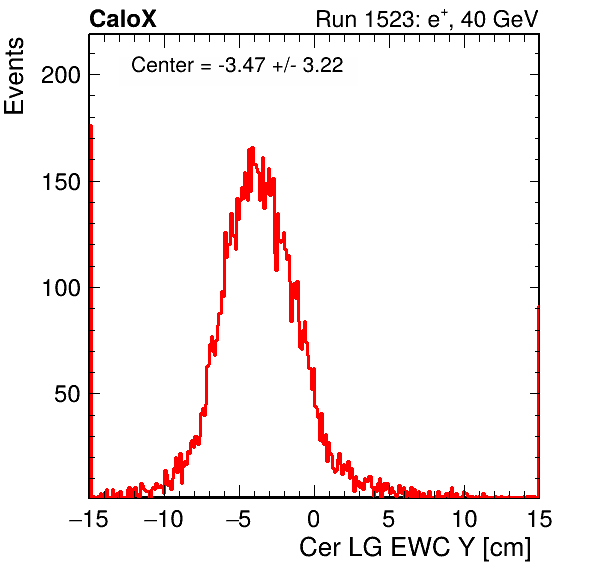 CaloX Run 1523: e⁺, 40 GeV
Center = -3.47 +/- 3.22
Events
200
150
100
50
−15 −10 −5 0 5 10 15
Cer LG EWC Y [cm]